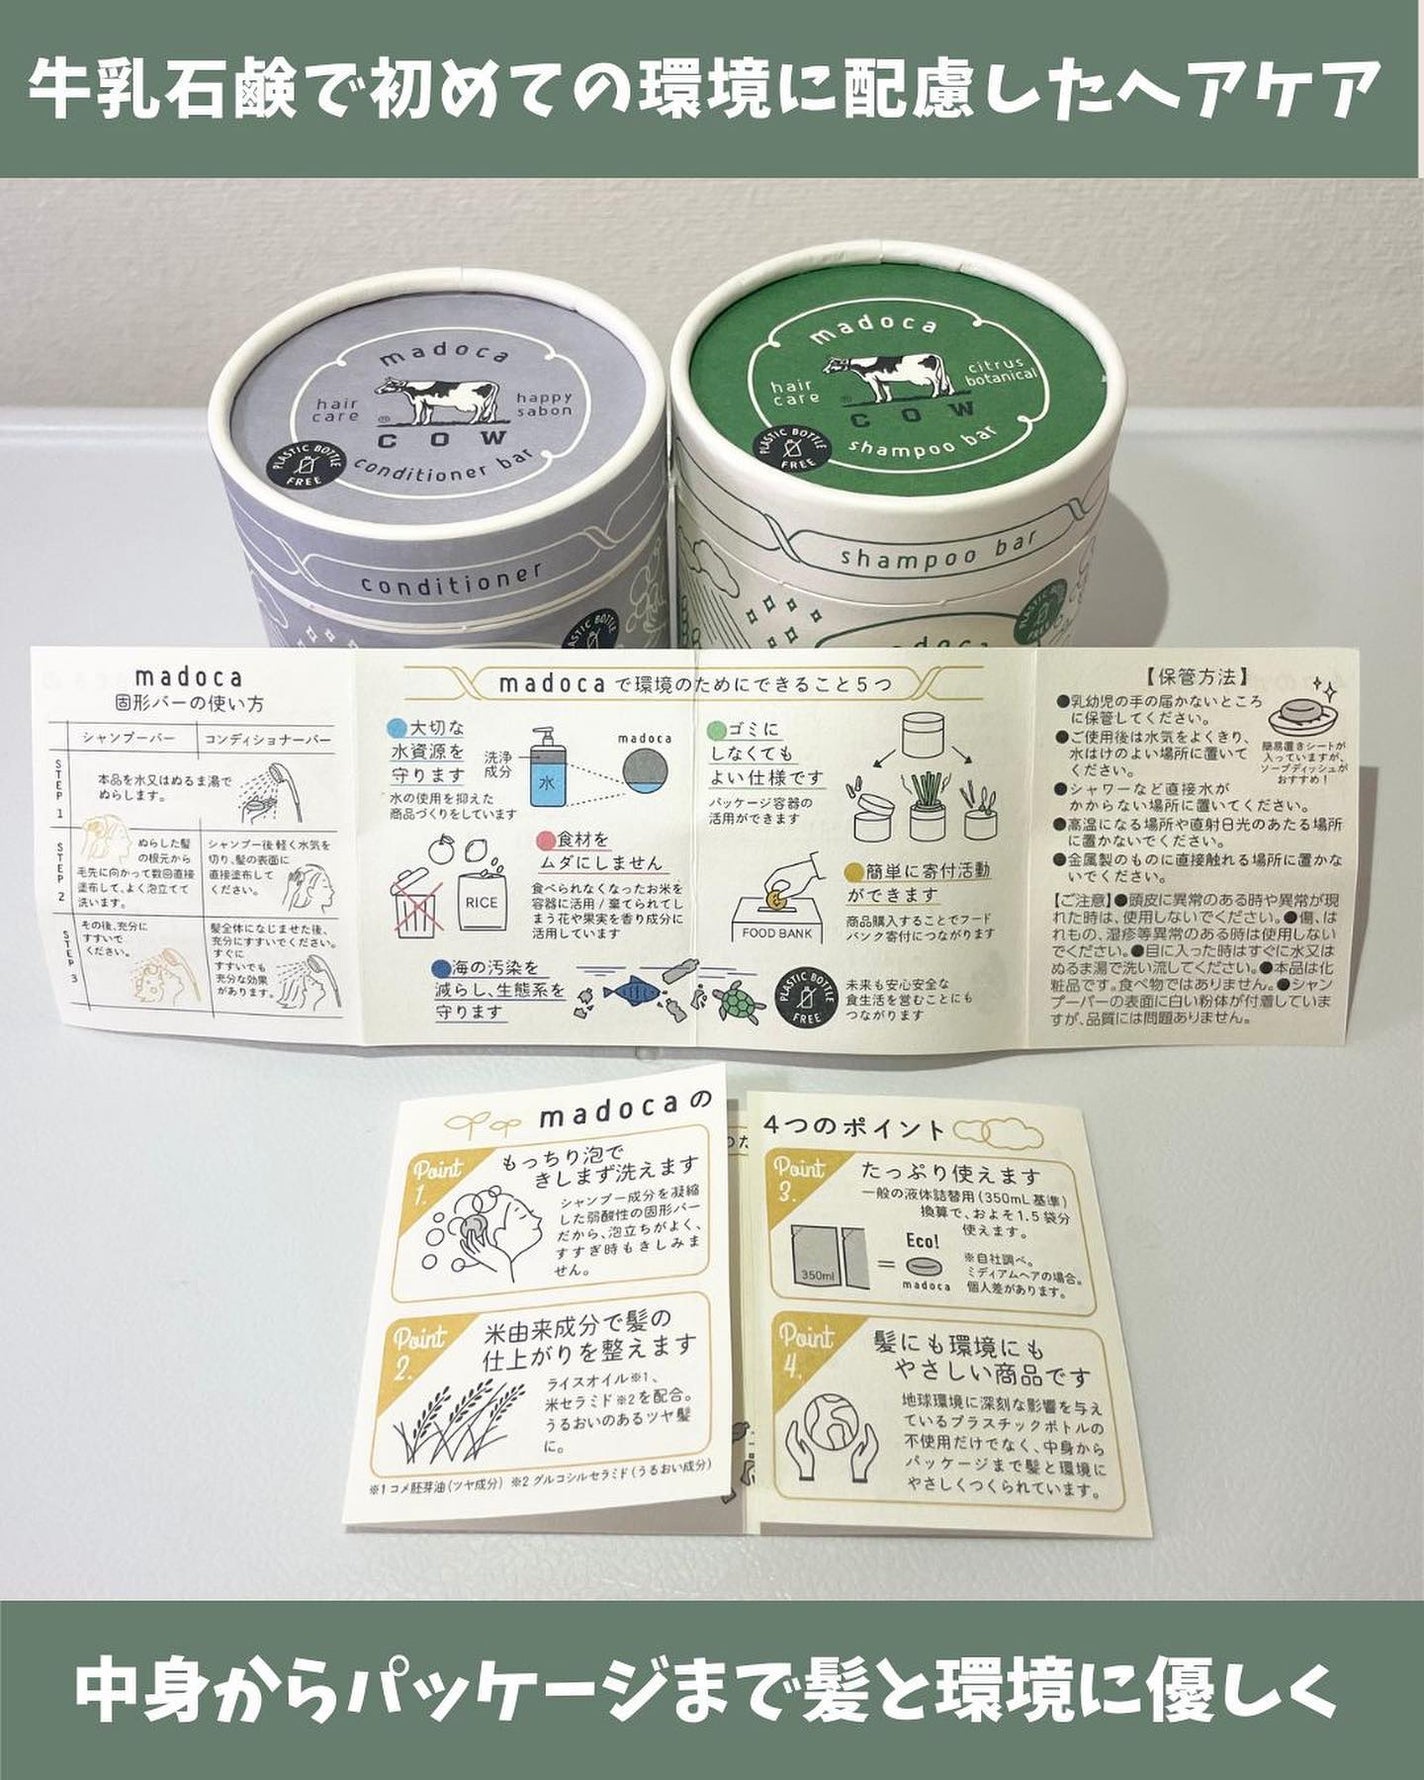 牛乳石鹸で初めての環境に配慮したヘアケア
madoca
hair care
happy sabon
COW
conditioner bar
PLASTIC BOTTLE FREE
conditioner
madoca
hair care
citrus botanical
COW
shampoo bar
PLASTIC BOTTLE FREE
shampoo bar
madoca
固形バーの使い方
シャンプーバー
コンディショナーバー
STEP 1
本品を水又はぬるま湯で
ぬらします。
STEP 2
ぬらした髪
の根元から
毛先に向かって数回直接
塗布して、よく泡立てて
洗います。
シャンプー後軽く水気を
切り、髪の表面に
直接塗布して
ください。
STEP 3
その後、充分に
すすいで
ください。
髪全体になじませた後、
充分にすすいでください。
すぐに
すすいでも
充分な効果
があります。
madocaで環境のためにできること5つ
大切な
水資源を
守ります
水の使用を抑えた
商品づくりをしています
洗浄
成分
水
madoca
食材を
ムダにしません
食べられなくなったお米を
容器に活用/棄てられてし
まう花や果実を香り成分に
活用しています
RICE
海の汚染を
減らし、生態系を
守ります
ゴミに
しなくても
よい仕様です
パッケージ容器の
活用ができます
簡単に寄付活動
ができます
商品購入することでフード
バンク寄付につながります
FOOD BANK
PLASTIC BOTTLE FREE
未来も安心安全な
食生活を営むことにも
つながります
【保管方法】
●乳幼児の手の届かないところ
に保管してください。
●ご使用後は水気をよくきり、
水はけのよい場所に置いて
ください。
簡易置きシートが
入っていますが、
ソープディッシュが
おすすめ!
●シャワーなど直接水が
かからない場所に置いてください。
●高温になる場所や直射日光のあたる場所
に置かないでください。
●金属製のものに直接触れる場所に置かな
いでください。
【ご注意】●頭皮に異常のある時や異常が現
れた時は、使用しないでください。●傷、は
れもの、湿疹等異常のある時は使用しない
でください。●目に入った時はすぐに水又は
ぬるま湯で洗い流してください。●本品は化
粧品です。食べ物ではありません。●シャン
プーバーの表面に白い粉体が付着していま
すが、品質には問題ありません。
madocaの
4つのポイント
Point 1.
もっちり泡で
きしまず洗えます
シャンプー成分を凝縮
した弱酸性の固形バー
だから、泡立ちがよく、
すすぎ時もきしみま
せん。
Point 2.
米由来成分で髪の
仕上がりを整えます
ライスオイル※1、
米セラミド※2を配合。
うるおいのあるツヤ髪
に。
※1コメ胚芽油(ツヤ成分) ※2グルコシルセラミド(うるおい成分)
Point 3.
たっぷり使えます
一般の液体詰替用(350mL基準)
換算で、およそ1.5袋分
使えます。
350ml
=
Eco!
madoca
※自社調べ。
ミディアムヘアの場合。
個人差があります。
Point 4.
髪にも環境にも
やさしい商品です
地球環境に深刻な影響を与え
ているプラスチックボトルの
不使用だけでなく、中身から
パッケージまで髪と環境に
やさしくつくられています。
中身からパッケージまで髪と環境に優しく